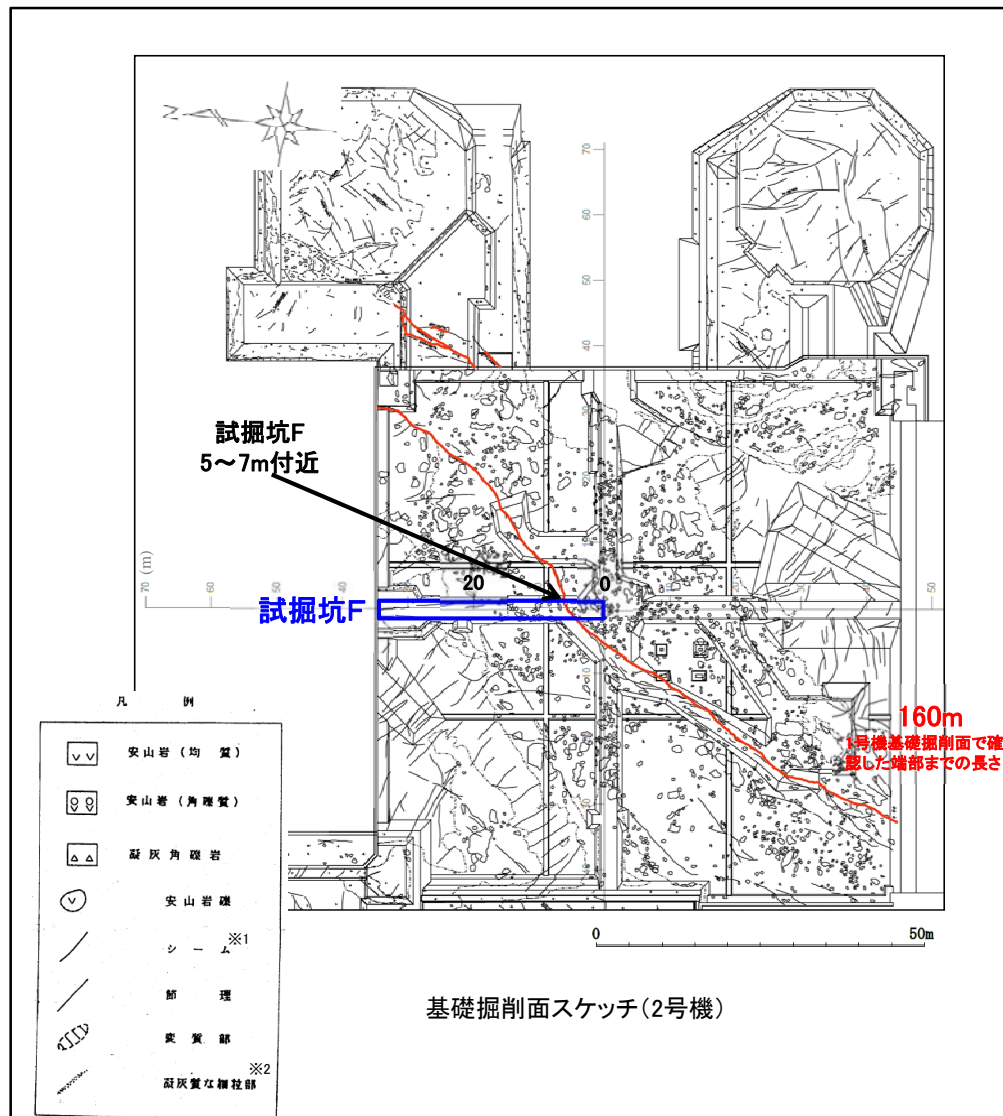 N
70
60
50
40
試掘坑F
5～7m付近
(m)
70
60
50
40
20
0
10
20
30
40
50
試掘坑F
160m
1号機基礎掘削面で確
認した端部までの長さ
凡 例
安山岩(均 質)
安山岩(角礫質)
凝灰角礫岩
安山岩礫
シーム※1
節 理
変質部
凝灰質な細粒部※2
0 50m
基礎掘削面スケッチ(2号機)